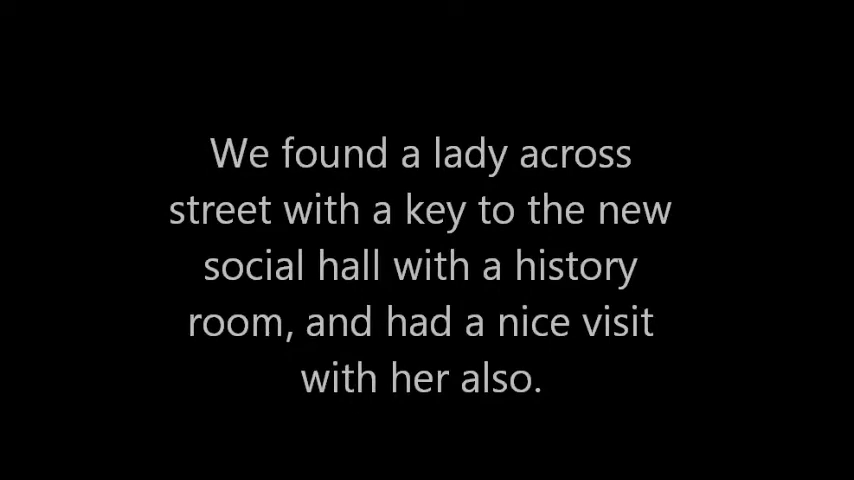 We found a lady across
street with a key to the new
social hall with a history
room, and had a nice visit
with her also.